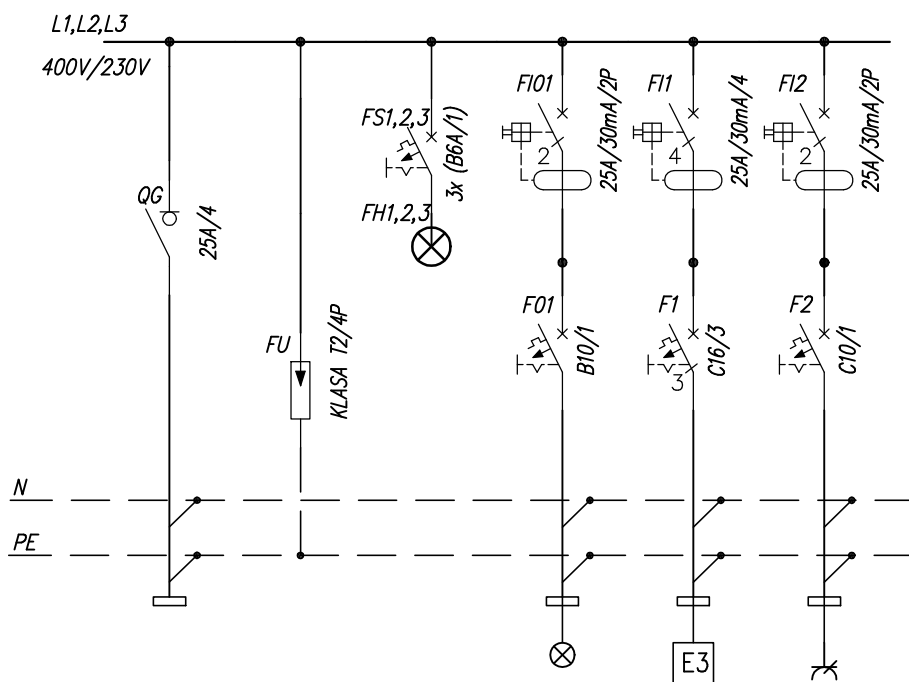 L1,L2,L3
400V/230V
QG
25A/4
FU
KLASA T2/4P
FS1,2,3
3x (B6A/1)
FH1,2,3
FI01
2
25A/30mA/2P
F01
B10/1
FI1
4
25A/30mA/4
F1
3
C16/3
FI2
2
25A/30mA/2P
F2
C10/1
N
PE
E3